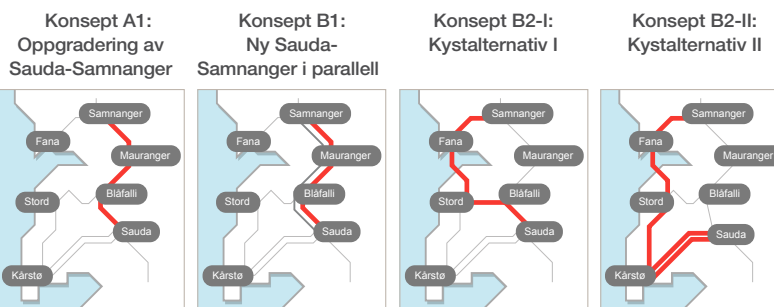 Konsept A1:
Oppgradering av
Sauda-Samnanger
Konsept B1:
Ny Sauda-
Samnanger i parallell
Konsept B2-I:
Kystalternativ I
Konsept B2-II:
Kystalternativ II
Samnanger
Fana
Mauranger
Blåfalli
Stord
Sauda
Kårstø
Samnanger
Fana
Mauranger
Blåfalli
Stord
Sauda
Kårstø
Samnanger
Fana
Mauranger
Blåfalli
Stord
Sauda
Kårstø
Samnanger
Fana
Mauranger
Blåfalli
Stord
Sauda
Kårstø